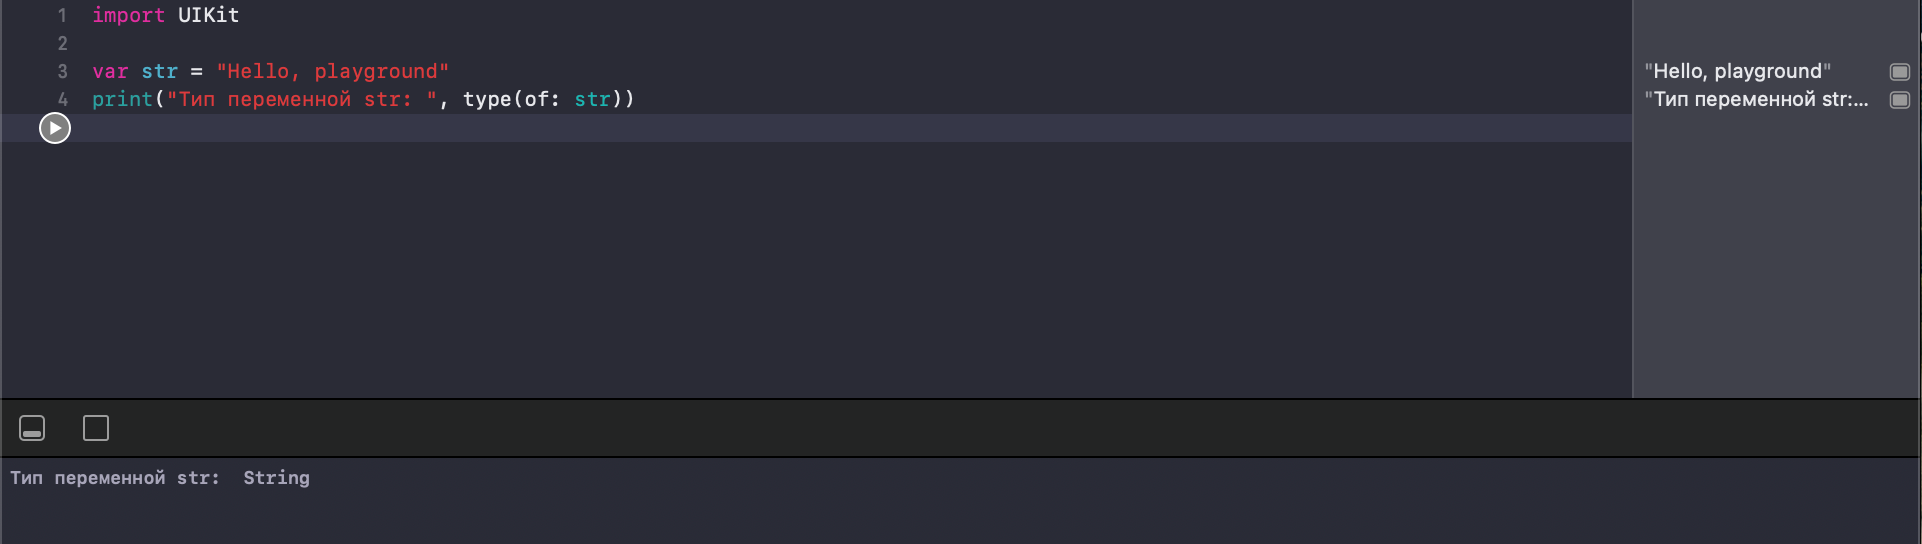 1 import UIKit
2
3 var str = "Hello, playground"
4 print("Тип переменной str: ", type(of: str))
"Hello, playground"
"Тип переменной str:...
Тип переменной str:  String